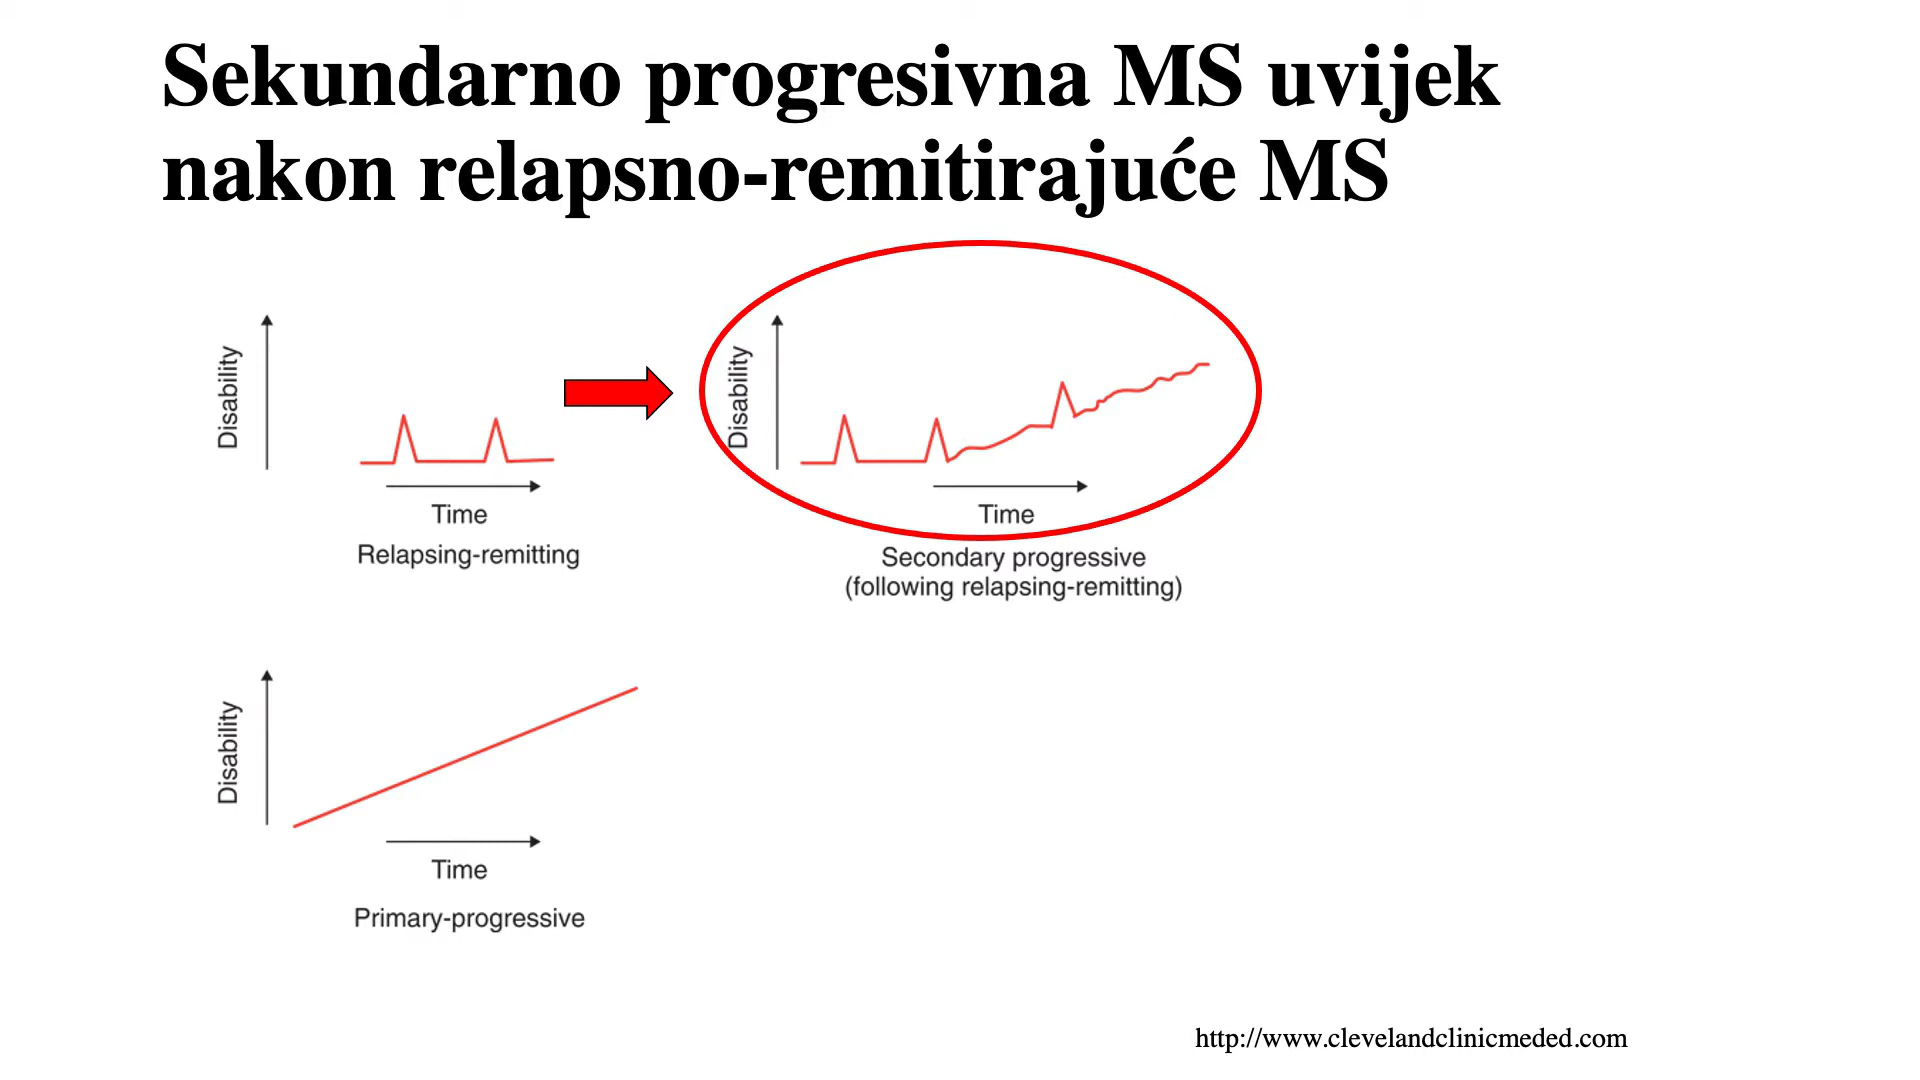 Sekundarno progresivna MS uvijek
nakon relapsno-remitirajuće MS
Disability
Time
Relapsing-remitting
Disability
Time
Secondary progressive
(following relapsing-remitting)
Disability
Time
Primary-progressive
http://www.clevelandclinicmeded.com